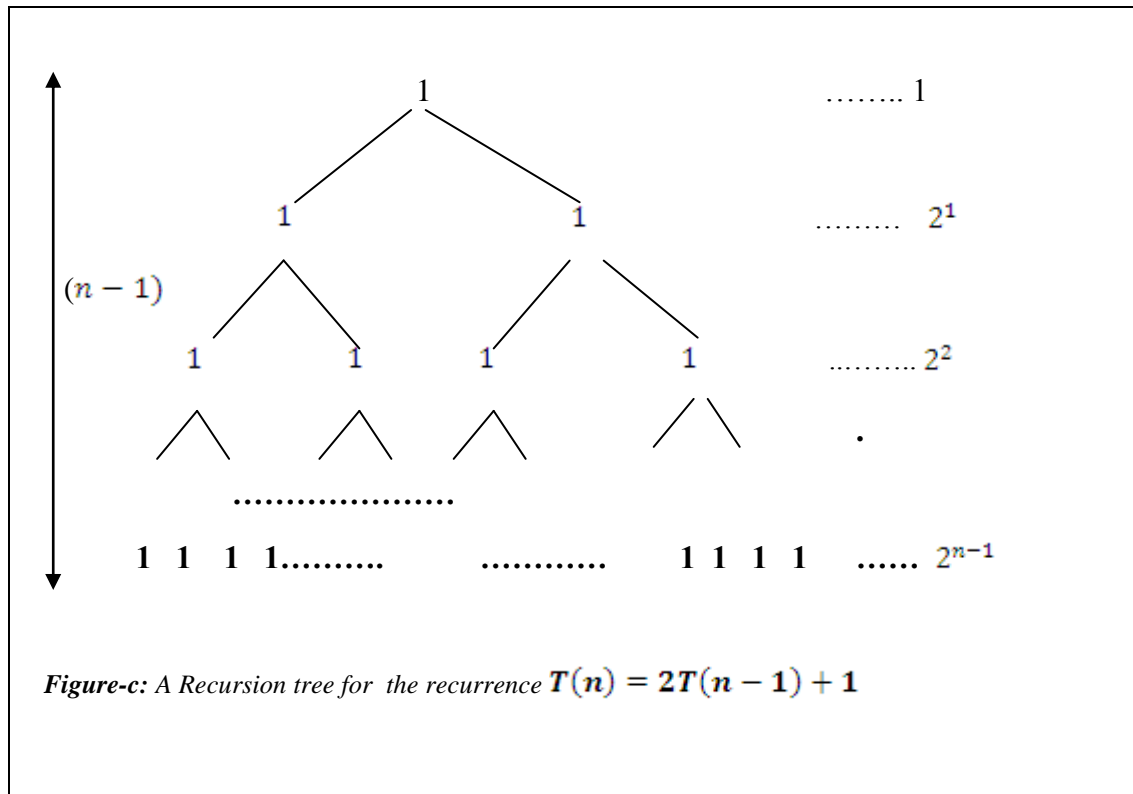 1 …….. 1
1 1 ……… 2¹
(n − 1)
1 1 1 1 ..…….. 2²
.
.....................
1 1 1 1.......... ............ 1 1 1 1 ...... 2ⁿ⁻¹
Figure-c: A Recursion tree for the recurrence T(n) = 2T(n − 1) + 1